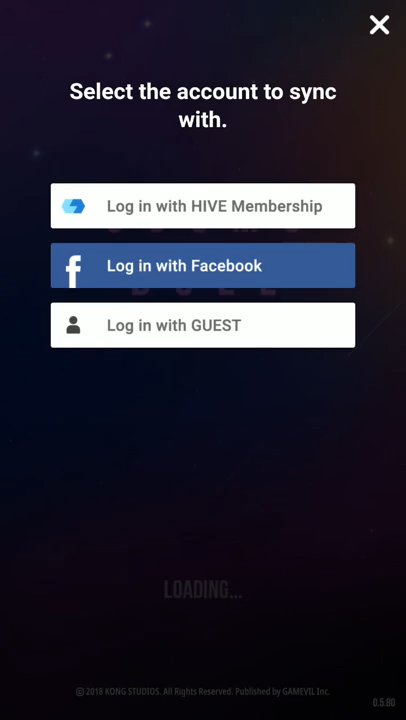 Select the account to sync
with.
Log in with HIVE Membership
Log in with Facebook
Log in with GUEST
LOADING...
© 2018 KONG STUDIOS. All Rights Reserved. Published by GAMEVIL Inc.
0.5.80